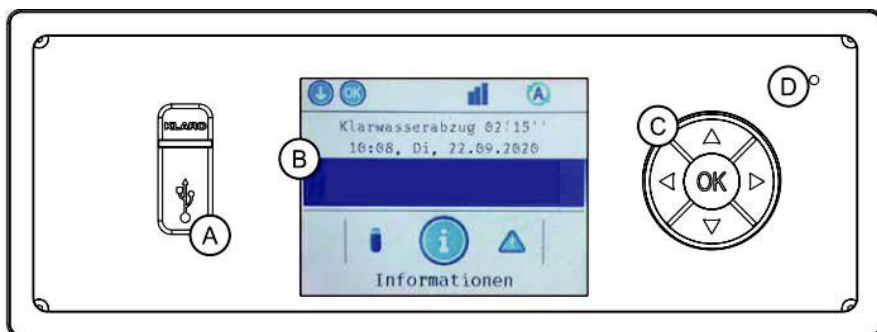 KLARO
A
B
OK
A
Klarwasserabzug 02'15''
10:08, Di, 22.09.2020
i
Informationen
C
OK
D